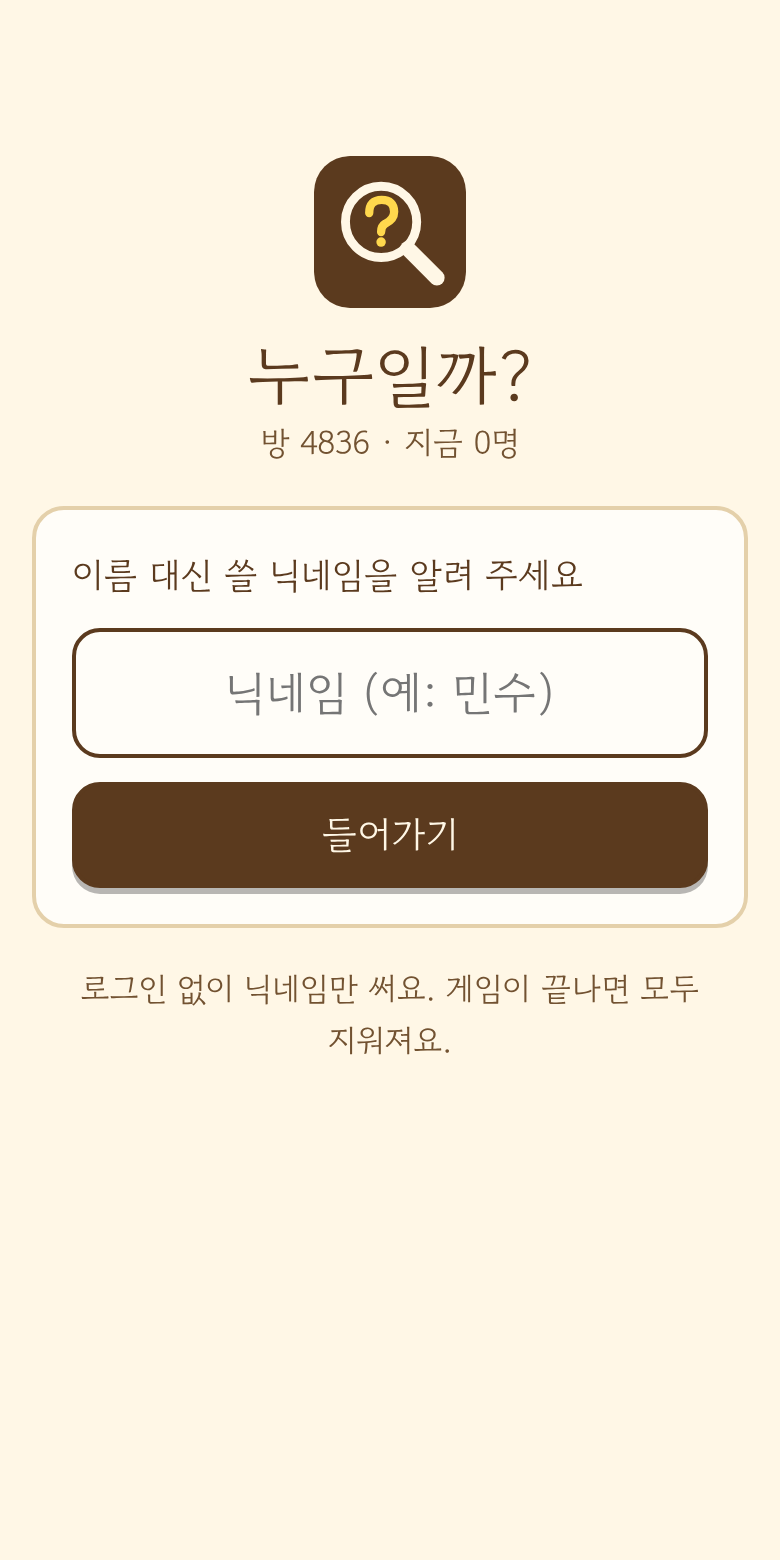 ?
누구일까?
방 4836 · 지금 0명
이름 대신 쓸 닉네임을 알려 주세요
닉네임 (예: 민수)
들어가기
로그인 없이 닉네임만 써요. 게임이 끝나면 모두
지워져요.